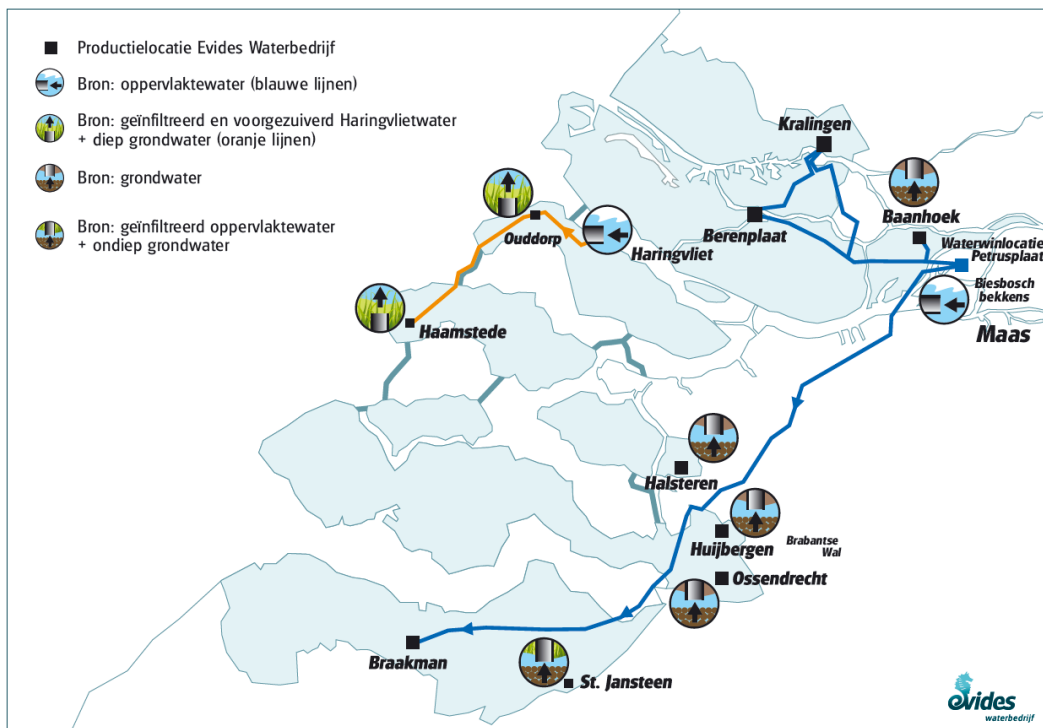 Productielocatie Evides Waterbedrijf
Bron: oppervlaktewater (blauwe lijnen)
Bron: geïnfiltreerd en voorgezuiverd Haringvlietwater
+ diep grondwater (oranje lijnen)
Bron: grondwater
Bron: geïnfiltreerd oppervlaktewater
+ ondiep grondwater
Kralingen
Baanhoek
Berenplaat
Ouddorp
Haringvliet
Waterwinlocatie
Petrusplaat
Biesbosch
bekkens
Maas
Haamstede
Halsteren
Huijbergen
Brabantse
Wal
Ossendrecht
Braakman
St. Jansteen
evides
waterbedrijf